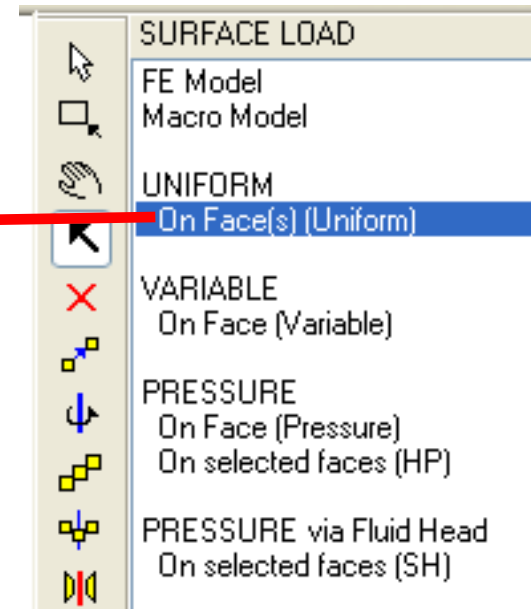 SURFACE LOAD
FE Model
Macro Model
UNIFORM
On Face(s) (Uniform)
VARIABLE
On Face (Variable)
PRESSURE
On Face (Pressure)
On selected faces (HP)
PRESSURE via Fluid Head
On selected faces (SH)